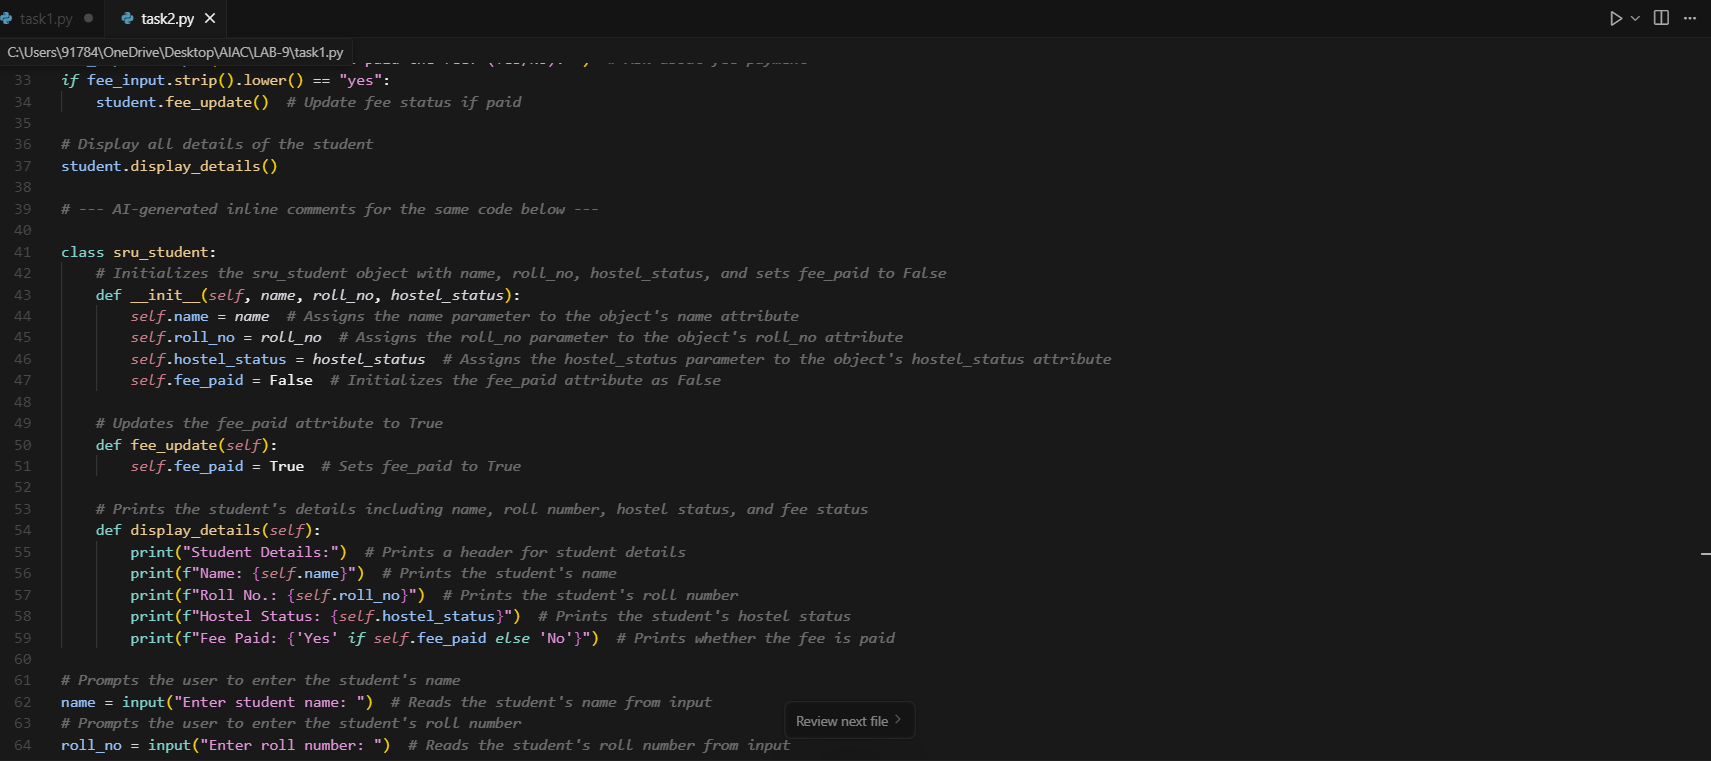 task1.py
task2.py
C:\Users\91784\OneDrive\Desktop\AIAC\LAB-9\task1.py
33 if fee_input.strip().lower() == "yes":
34     student.fee_update()  # Update fee status if paid
35
36 # Display all details of the student
37 student.display_details()
38
39 # --- AI-generated inline comments for the same code below ---
40
41 class sru_student:
42     # Initializes the sru_student object with name, roll_no, hostel_status, and sets fee_paid to False
43     def __init__(self, name, roll_no, hostel_status):
44         self.name = name  # Assigns the name parameter to the object's name attribute
45         self.roll_no = roll_no  # Assigns the roll_no parameter to the object's roll_no attribute
46         self.hostel_status = hostel_status  # Assigns the hostel_status parameter to the object's hostel_status attribute
47         self.fee_paid = False  # Initializes the fee_paid attribute as False
48
49     # Updates the fee_paid attribute to True
50     def fee_update(self):
51         self.fee_paid = True  # Sets fee_paid to True
52
53     # Prints the student's details including name, roll number, hostel status, and fee status
54     def display_details(self):
55         print("Student Details:")  # Prints a header for student details
56         print(f"Name: {self.name}")  # Prints the student's name
57         print(f"Roll No.: {self.roll_no}")  # Prints the student's roll number
58         print(f"Hostel Status: {self.hostel_status}")  # Prints the student's hostel status
59         print(f"Fee Paid: {'Yes' if self.fee_paid else 'No'}")  # Prints whether the fee is paid
60
61 # Prompts the user to enter the student's name
62 name = input("Enter student name: ")  # Reads the student's name from input
63 # Prompts the user to enter the student's roll number
Review next file
64 roll_no = input("Enter roll number: ")  # Reads the student's roll number from input